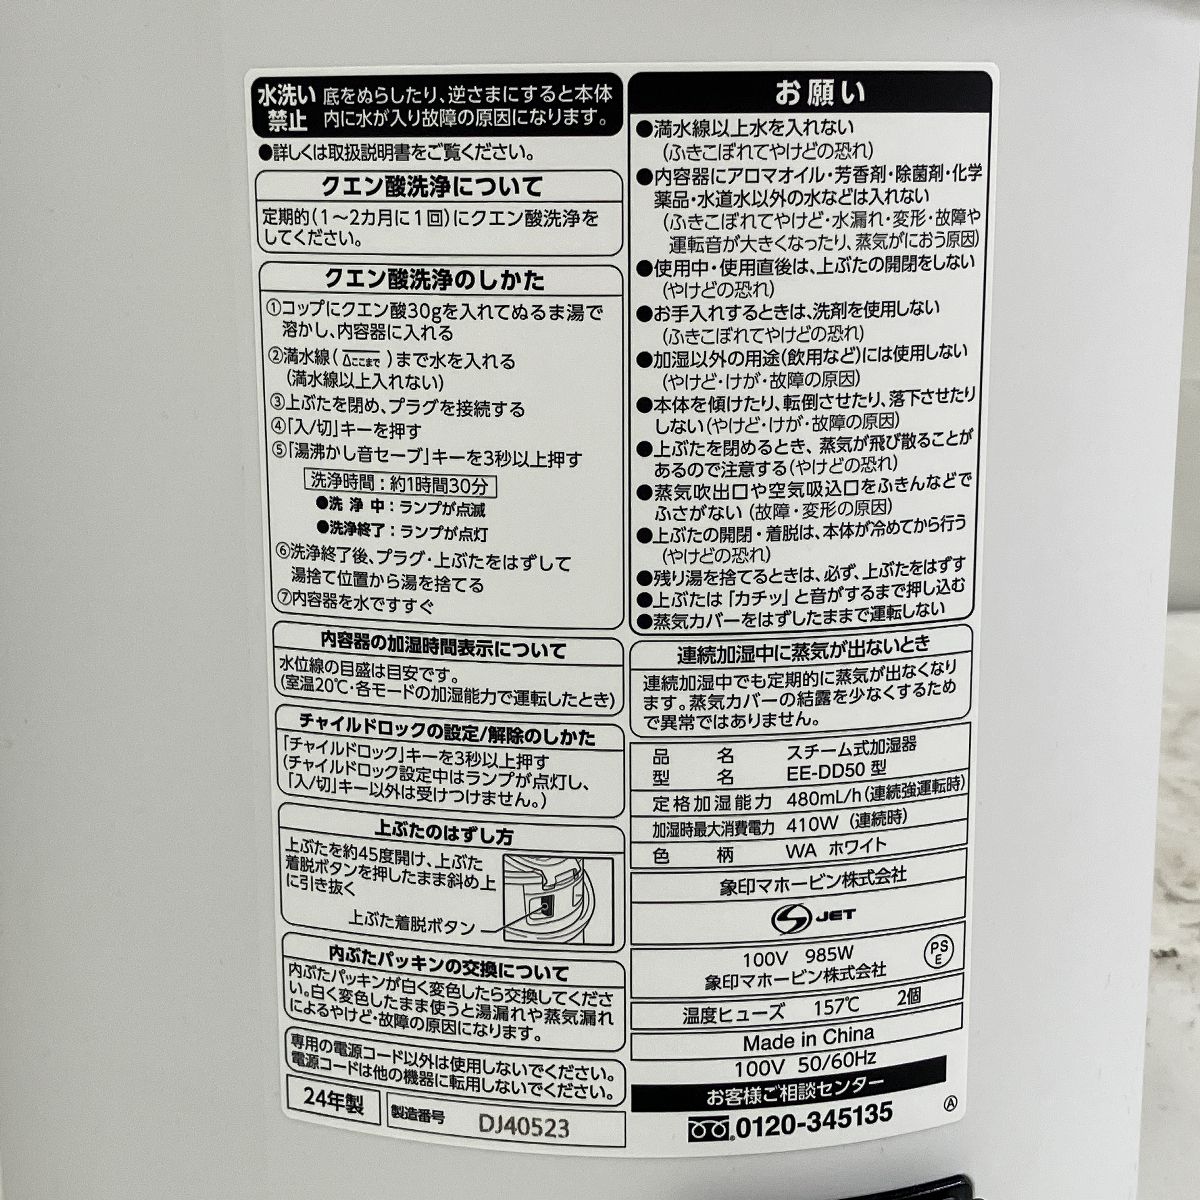 水洗い禁止 底をぬらしたり、逆さまにすると本体
内に水が入り故障の原因になります。
●詳しくは取扱説明書をご覧ください。
クエン酸洗浄について
定期的(1〜2カ月に1回)にクエン酸洗浄を
してください。
クエン酸洗浄のしかた
①コップにクエン酸30gを入れてぬるま湯で
溶かし、内容器に入れる
②満水線(△ここまで)まで水を入れる
(満水線以上入れない)
③上ぶたを閉め、プラグを接続する
④「入/切」キーを押す
⑤「湯沸かし音セーブ」キーを3秒以上押す
洗浄時間:約1時間30分
●洗浄中:ランプが点滅
●洗浄終了:ランプが点灯
⑥洗浄終了後、プラグ・上ぶたをはずして
湯捨て位置から湯を捨てる
⑦内容器を水ですすぐ
内容器の加湿時間表示について
水位線の目盛は目安です。
(室温20℃・各モードの加湿能力で運転したとき)
チャイルドロックの設定/解除のしかた
「チャイルドロック」キーを3秒以上押す
(チャイルドロック設定中はランプが点灯し、
「入/切」キー以外は受けつけません。)
上ぶたのはずし方
上ぶたを約45度開け、上ぶた
着脱ボタンを押したまま斜め上
に引き抜く
上ぶた着脱ボタン
内ぶたパッキンの交換について
内ぶたパッキンが白く変色したら交換してくださ
い。白く変色したまま使うと湯漏れや蒸気漏れ
によるやけど・故障の原因になります。
専用の電源コード以外は使用しないでください。
電源コードは他の機器に転用しないでください。
24年製 製造番号 DJ40523
お願い
●満水線以上水を入れない
(ふきこぼれてやけどの恐れ)
●内容器にアロマオイル・芳香剤・除菌剤・化学
薬品・水道水以外の水などは入れない
(ふきこぼれてやけど・水漏れ・変形・故障や
運転音が大きくなったり、蒸気がにおう原因)
●使用中・使用直後は、上ぶたの開閉をしない
(やけどの恐れ)
●お手入れするときは、洗剤を使用しない
(ふきこぼれてやけどの恐れ)
●加湿以外の用途(飲用など)には使用しない
(やけど・けが・故障の原因)
●本体を傾けたり、転倒させたり、落下させたり
しない(やけど・けが・故障の原因)
●上ぶたを閉めるとき、蒸気が飛び散ることが
あるので注意する(やけどの恐れ)
●蒸気吹出口や空気吸込口をふきんなどで
ふさがない(故障・変形の原因)
●上ぶたの開閉・着脱は、本体が冷めてから行う
(やけどの恐れ)
●残り湯を捨てるときは、必ず、上ぶたをはずす
●上ぶたは「カチッ」と音がするまで押し込む
●蒸気カバーをはずしたままで運転しない
連続加湿中に蒸気が出ないとき
連続加湿中でも定期的に蒸気が出なくなり
ます。蒸気カバーの結露を少なくするため
で異常ではありません。
品名 スチーム式加湿器
型名 EE-DD50型
定格加湿能力 480mL/h(連続強運転時)
加湿時最大消費電力 410W(連続時)
色柄 WA ホワイト
象印マホービン株式会社
S JET
100V 985W
象印マホービン株式会社
PSE
温度ヒューズ 157℃ 2個
Made in China
100V 50/60Hz
お客様ご相談センター
0120-345135
Ⓐ